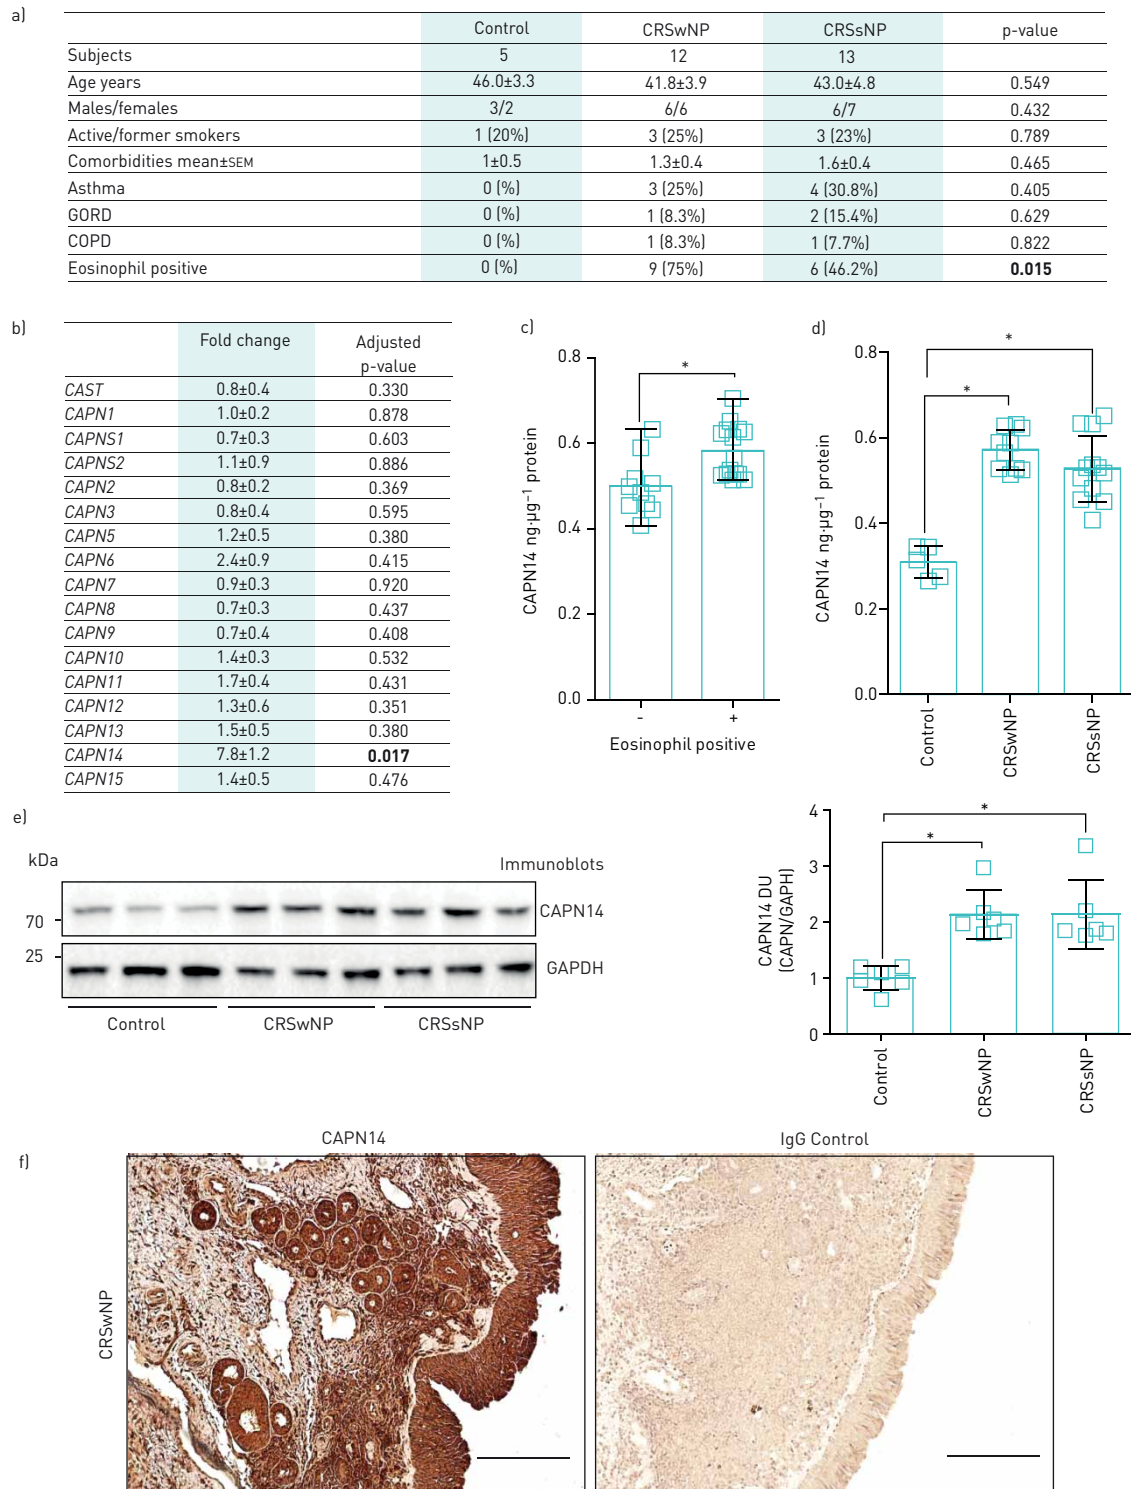 a)
Control CRSwNP CRSsNP p-value
Subjects 5 12 13
Age years 46.0±3.3 41.8±3.9 43.0±4.8 0.549
Males/females 3/2 6/6 6/7 0.432
Active/former smokers 1 (20%) 3 (25%) 3 (23%) 0.789
Comorbidities mean±SEM 1±0.5 1.3±0.4 1.6±0.4 0.465
Asthma 0 (%) 3 (25%) 4 (30.8%) 0.405
GORD 0 (%) 1 (8.3%) 2 (15.4%) 0.629
COPD 0 (%) 1 (8.3%) 1 (7.7%) 0.822
Eosinophil positive 0 (%) 9 (75%) 6 (46.2%) 0.015
b)
Fold change Adjusted
p-value
CAST 0.8±0.4 0.330
CAPN1 1.0±0.2 0.878
CAPNS1 0.7±0.3 0.603
CAPNS2 1.1±0.9 0.886
CAPN2 0.8±0.2 0.369
CAPN3 0.8±0.4 0.595
CAPN5 1.2±0.5 0.380
CAPN6 2.4±0.9 0.415
CAPN7 0.9±0.3 0.920
CAPN8 0.7±0.3 0.437
CAPN9 0.7±0.4 0.408
CAPN10 1.4±0.3 0.532
CAPN11 1.7±0.4 0.431
CAPN12 1.3±0.6 0.351
CAPN13 1.5±0.5 0.380
CAPN14 7.8±1.2 0.017
CAPN15 1.4±0.5 0.476
c)
CAPN14 ng·µg⁻¹ protein
0.8
0.6
0.4
0.2
0.0
*
- +
Eosinophil positive
d)
CAPN14 ng·µg⁻¹ protein
0.8
0.6
0.4
0.2
0.0
*
*
Control
CRSwNP
CRSsNP
e)
kDa
Immunoblots
70
CAPN14
25
GAPDH
Control CRSwNP CRSsNP
CAPN14 DU
(CAPN/GAPH)
4
3
2
1
0
*
*
Control
CRSwNP
CRSsNP
f)
CAPN14 IgG Control
CRSwNP